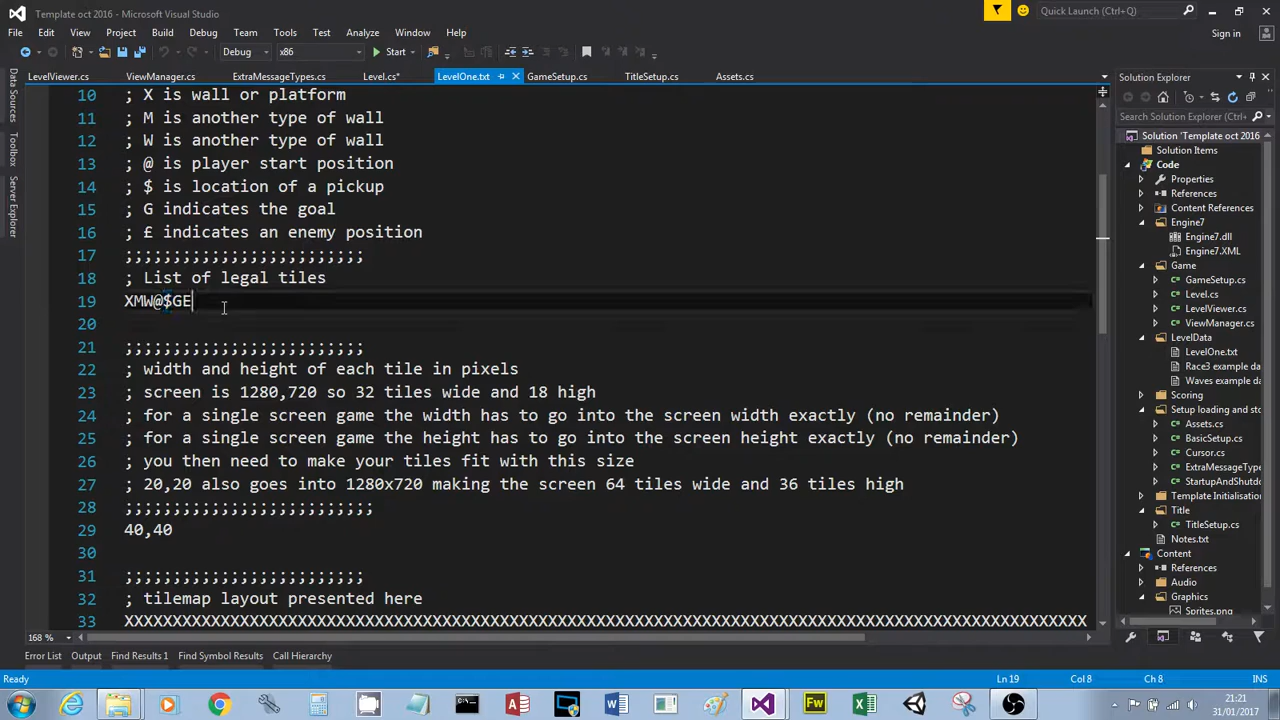 Template oct 2016 - Microsoft Visual Studio
Quick Launch (Ctrl+Q)
File Edit View Project Build Debug Team Tools Test Analyze Window Help
Sign in
Debug x86 Start
LevelViewer.cs ViewManager.cs ExtraMessageTypes.cs Level.cs* LevelOne.txt GameSetup.cs TitleSetup.cs Assets.cs
Data Sources
Toolbox
Server Explorer
10 ; X is wall or platform
11 ; M is another type of wall
12 ; W is another type of wall
13 ; @ is player start position
14 ; $ is location of a pickup
15 ; G indicates the goal
16 ; £ indicates an enemy position
17 ;;;;;;;;;;;;;;;;;;;;;;;;;
18 ; List of legal tiles
19 XMW@$GE
20
21 ;;;;;;;;;;;;;;;;;;;;;;;;;
22 ; width and height of each tile in pixels
23 ; screen is 1280,720 so 32 tiles wide and 18 high
24 ; for a single screen game the width has to go into the screen width exactly (no remainder)
25 ; for a single screen game the height has to go into the screen height exactly (no remainder)
26 ; you then need to make your tiles fit with this size
27 ; 20,20 also goes into 1280x720 making the screen 64 tiles wide and 36 tiles high
28 ;;;;;;;;;;;;;;;;;;;;;;;;;;
29 40,40
30
31 ;;;;;;;;;;;;;;;;;;;;;;;;;
32 ; tilemap layout presented here
33 XXXXXXXXXXXXXXXXXXXXXXXXXXXXXXXXXXXXXXXXXXXXXXXXXXXXXXXXXXXXXXXXXXXXXXXXXXXXXXXXXXXXXXXXXXXXXXXXXXXX
168 %
Solution Explorer
Search Solution Explorer (Ctrl+
Solution 'Template oct 2016
Solution Items
Code
Properties
References
Content References
Engine7
Engine7.dll
Engine7.XML
Game
GameSetup.cs
Level.cs
LevelViewer.cs
ViewManager.cs
LevelData
LevelOne.txt
Race3 example da
Waves example da
Scoring
Setup loading and sto
Assets.cs
BasicSetup.cs
Cursor.cs
ExtraMessageType
StartupAndShutdo
Template Initialisation
Title
TitleSetup.cs
Notes.txt
Content
References
Audio
Graphics
Sprites.png
Error List Output Find Results 1 Find Symbol Results Call Hierarchy
Ready Ln 19 Col 8 Ch 8 INS
21:21
31/01/2017